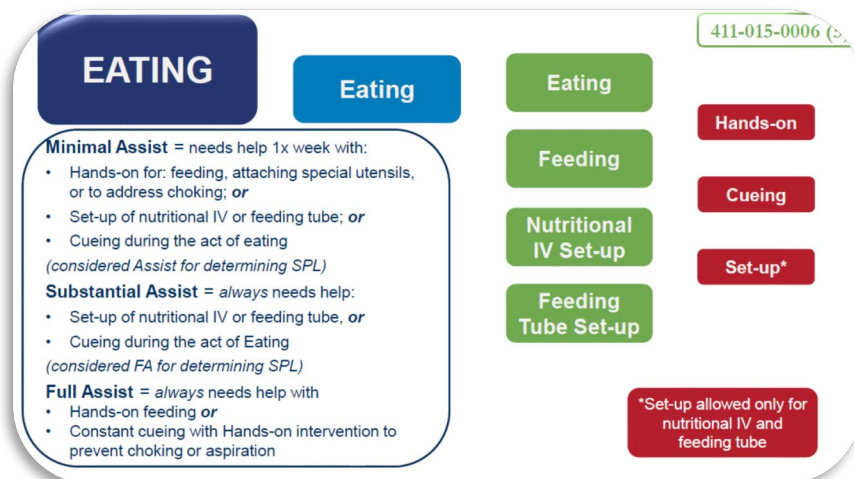 EATING
Eating
Minimal Assist = needs help 1x week with:
• Hands-on for: feeding, attaching special utensils,
or to address choking; or
• Set-up of nutritional IV or feeding tube; or
• Cueing during the act of eating
(considered Assist for determining SPL)
Substantial Assist = always needs help:
• Set-up of nutritional IV or feeding tube, or
• Cueing during the act of Eating
(considered FA for determining SPL)
Full Assist = always needs help with
• Hands-on feeding or
• Constant cueing with Hands-on intervention to
prevent choking or aspiration
Eating
Feeding
Nutritional
IV Set-up
Feeding
Tube Set-up
411-015-0006
Hands-on
Cueing
Set-up*
*Set-up allowed only for
nutritional IV and
feeding tube